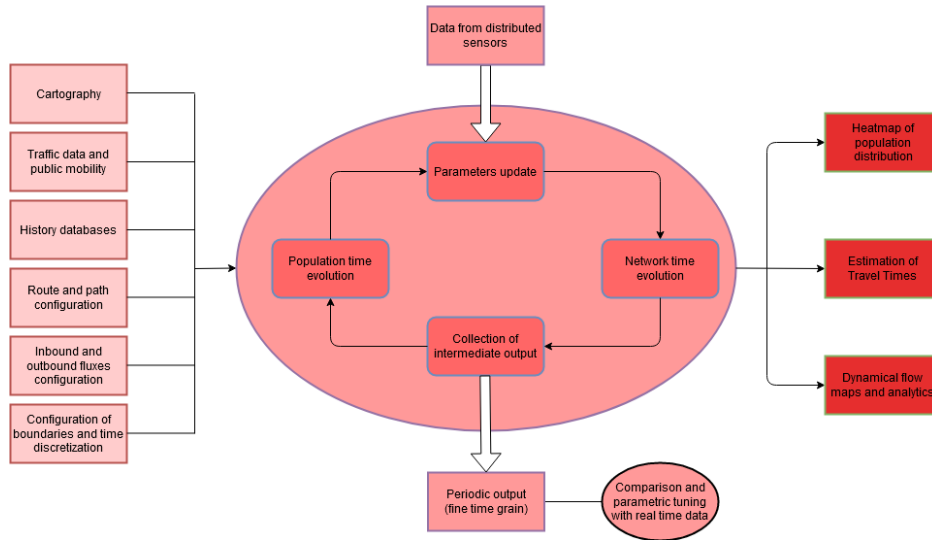 Data from distributed
sensors
Cartography
Traffic data and
public mobility
History databases
Route and path
configuration
Inbound and
outbound fluxes
configuration
Configuration of
boundaries and time
discretization
Parameters update
Population time
evolution
Network time
evolution
Collection of
intermediate output
Heatmap of
population
distribution
Estimation of
Travel Times
Dynamical flow
maps and analytics
Periodic output
(fine time grain)
Comparison and
parametric tuning
with real time data